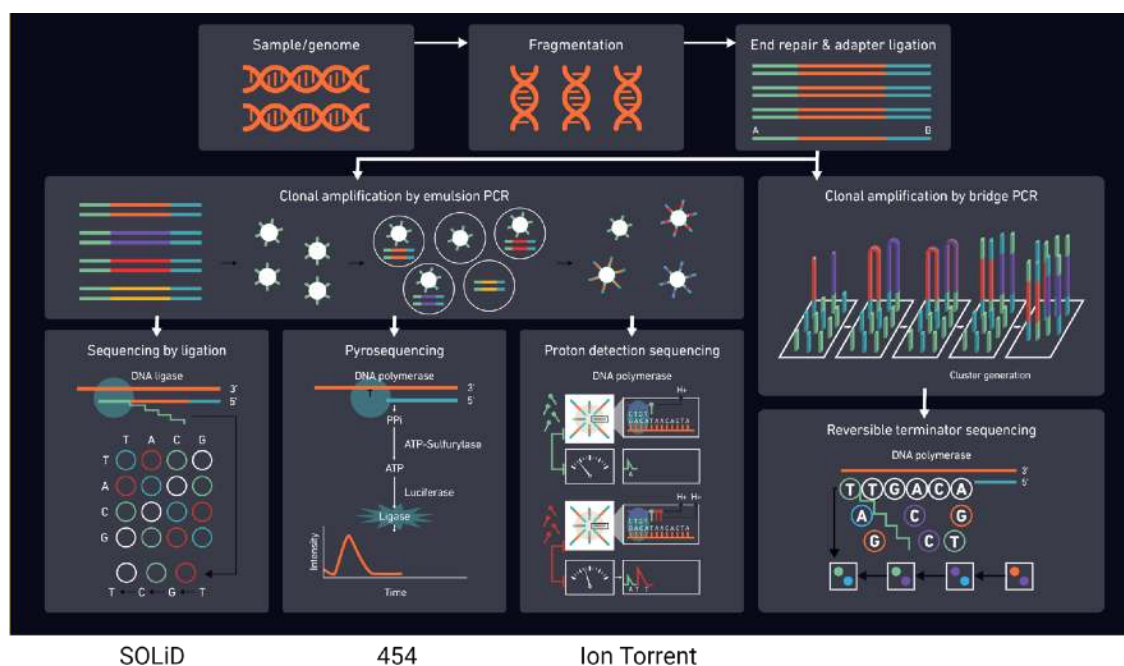 Sample/genome
Fragmentation
End repair & adapter ligation
A
B
Clonal amplification by emulsion PCR
Clonal amplification by bridge PCR
Cluster generation
Sequencing by ligation
DNA ligase
3'
5'
T A C G
T
A
C
G
T C G T
Pyrosequencing
DNA polymerase
T
3'
5'
PPi
ATP-Sulfurylase
ATP
Luciferase
Ligase
Intensity
Time
Proton detection sequencing
DNA polymerase
H+
A
H+ H+
Reversible terminator sequencing
DNA polymerase
3'
5'
T T G A C A
A C G
G C T
SOLiD
454
Ion Torrent